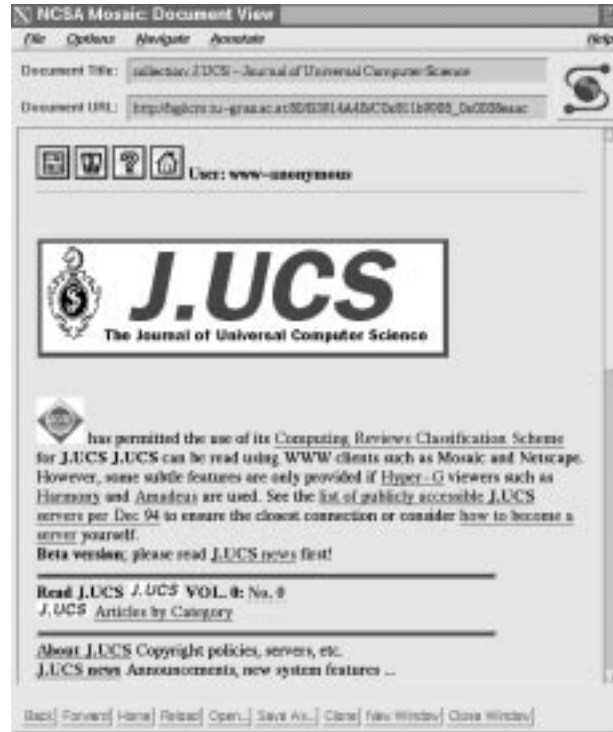 NCSA Mosaic: Document View
File Options Navigate Annotate Help
Document Title: collection: J.UCS - Journal of Universal Computer Science
Document URL:
User: www-anonymous
J.UCS
The Journal of Universal Computer Science
has permitted the use of its Computing Reviews Classification Scheme
for J.UCS J.UCS can be read using WWW clients such as Mosaic and Netscape.
However, some subtle features are only provided if Hyper-G viewers such as
Harmony and Amadeus are used. See the list of publicly accessible J.UCS
servers per Dec 94 to ensure the closest connection or consider how to become a
server yourself.
Beta version; please read J.UCS news first!
Read J.UCS J.UCS VOL. 0: No. 0
J.UCS Articles by Category
About J.UCS Copyright policies, servers, etc.
J.UCS news Announcements, new system features ...
Back Forward Home Reload Open... Save As... Clone New Window Close Window